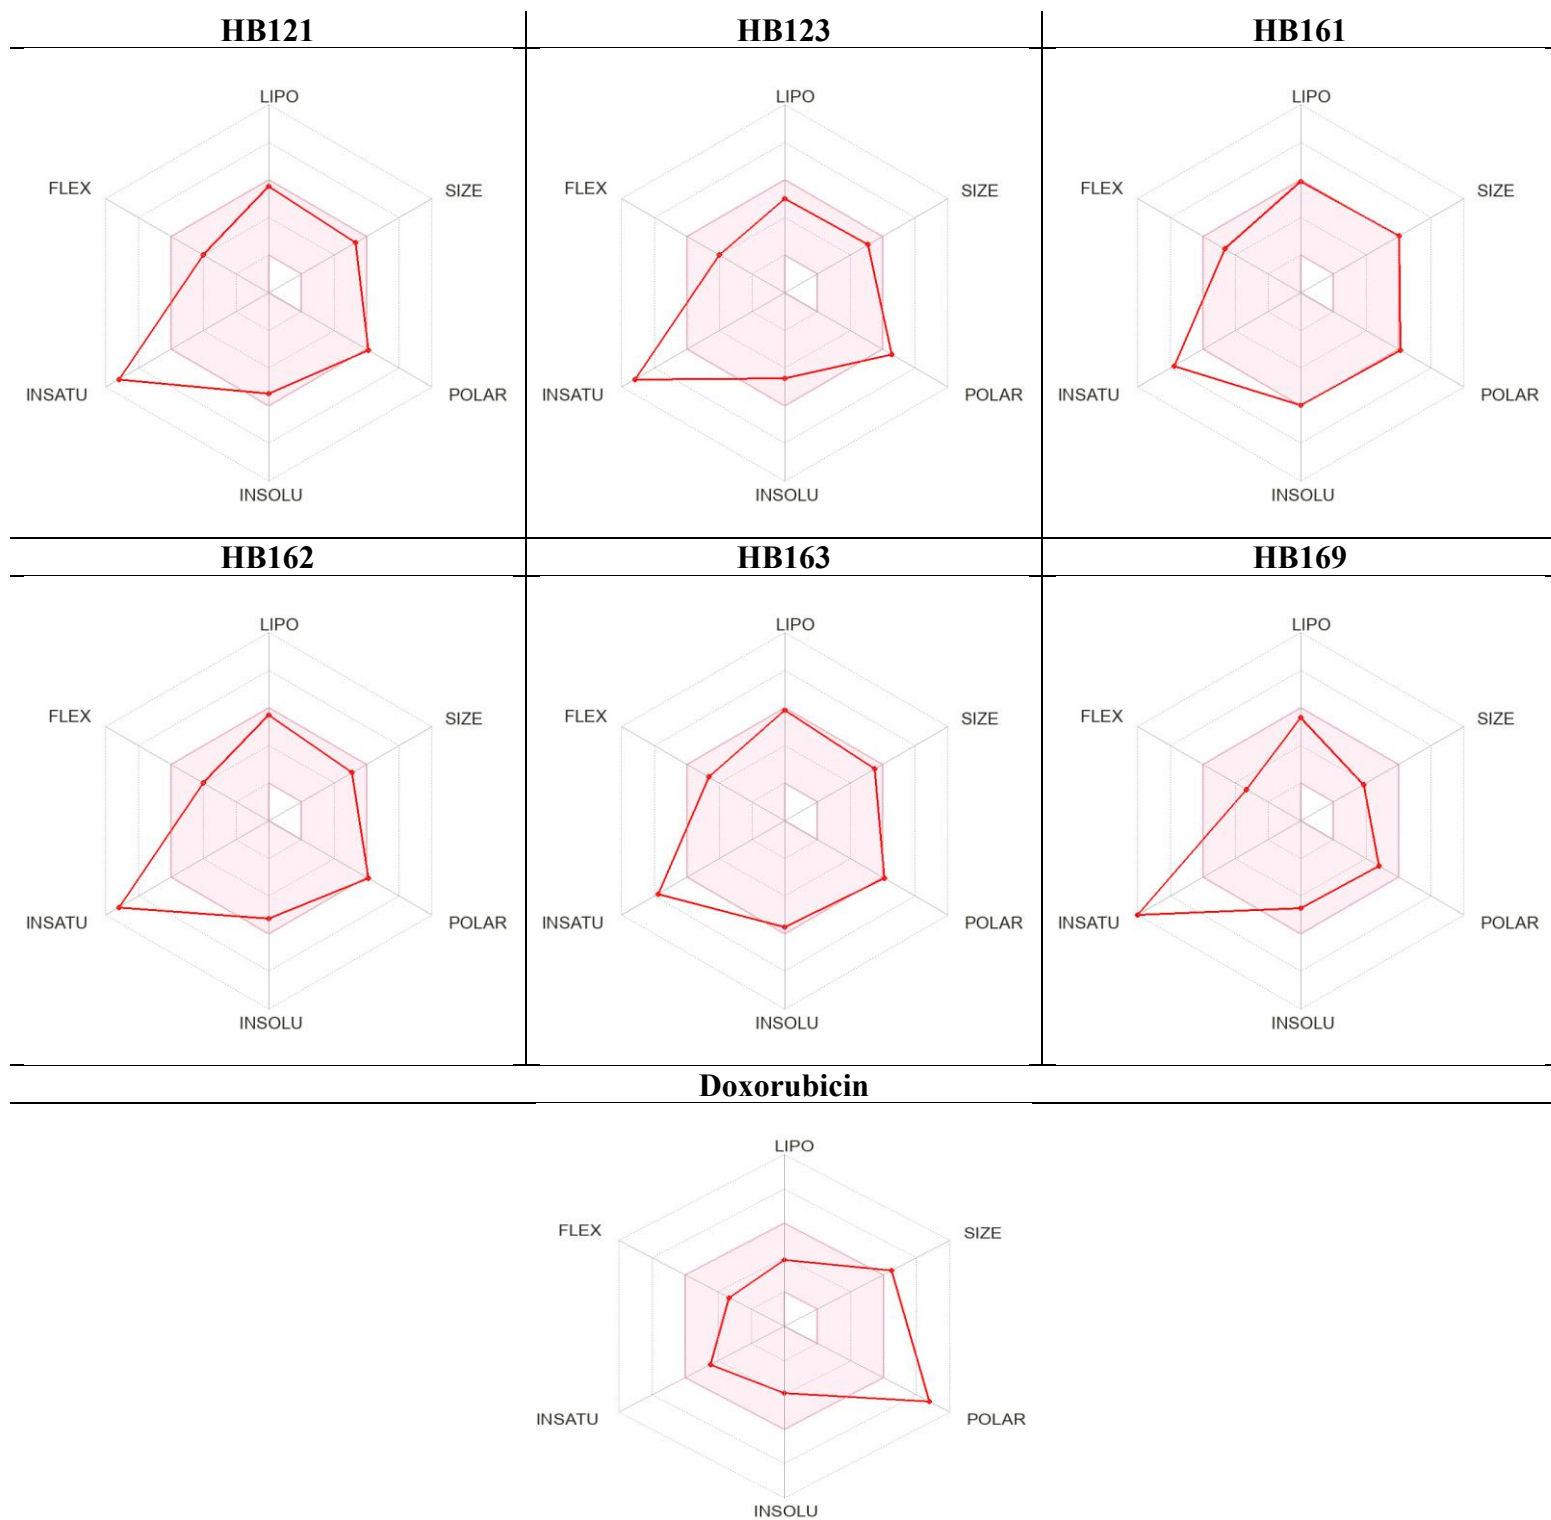 HB121
HB123
HB161
LIPO
LIPO
LIPO
FLEX
SIZE
FLEX
SIZE
FLEX
SIZE
INSATU
POLAR
INSATU
POLAR
INSATU
POLAR
INSOLU
INSOLU
INSOLU
HB162
HB163
HB169
LIPO
LIPO
LIPO
FLEX
SIZE
FLEX
SIZE
FLEX
SIZE
INSATU
POLAR
INSATU
POLAR
INSATU
POLAR
INSOLU
INSOLU
INSOLU
Doxorubicin
LIPO
FLEX
SIZE
INSATU
POLAR
INSOLU